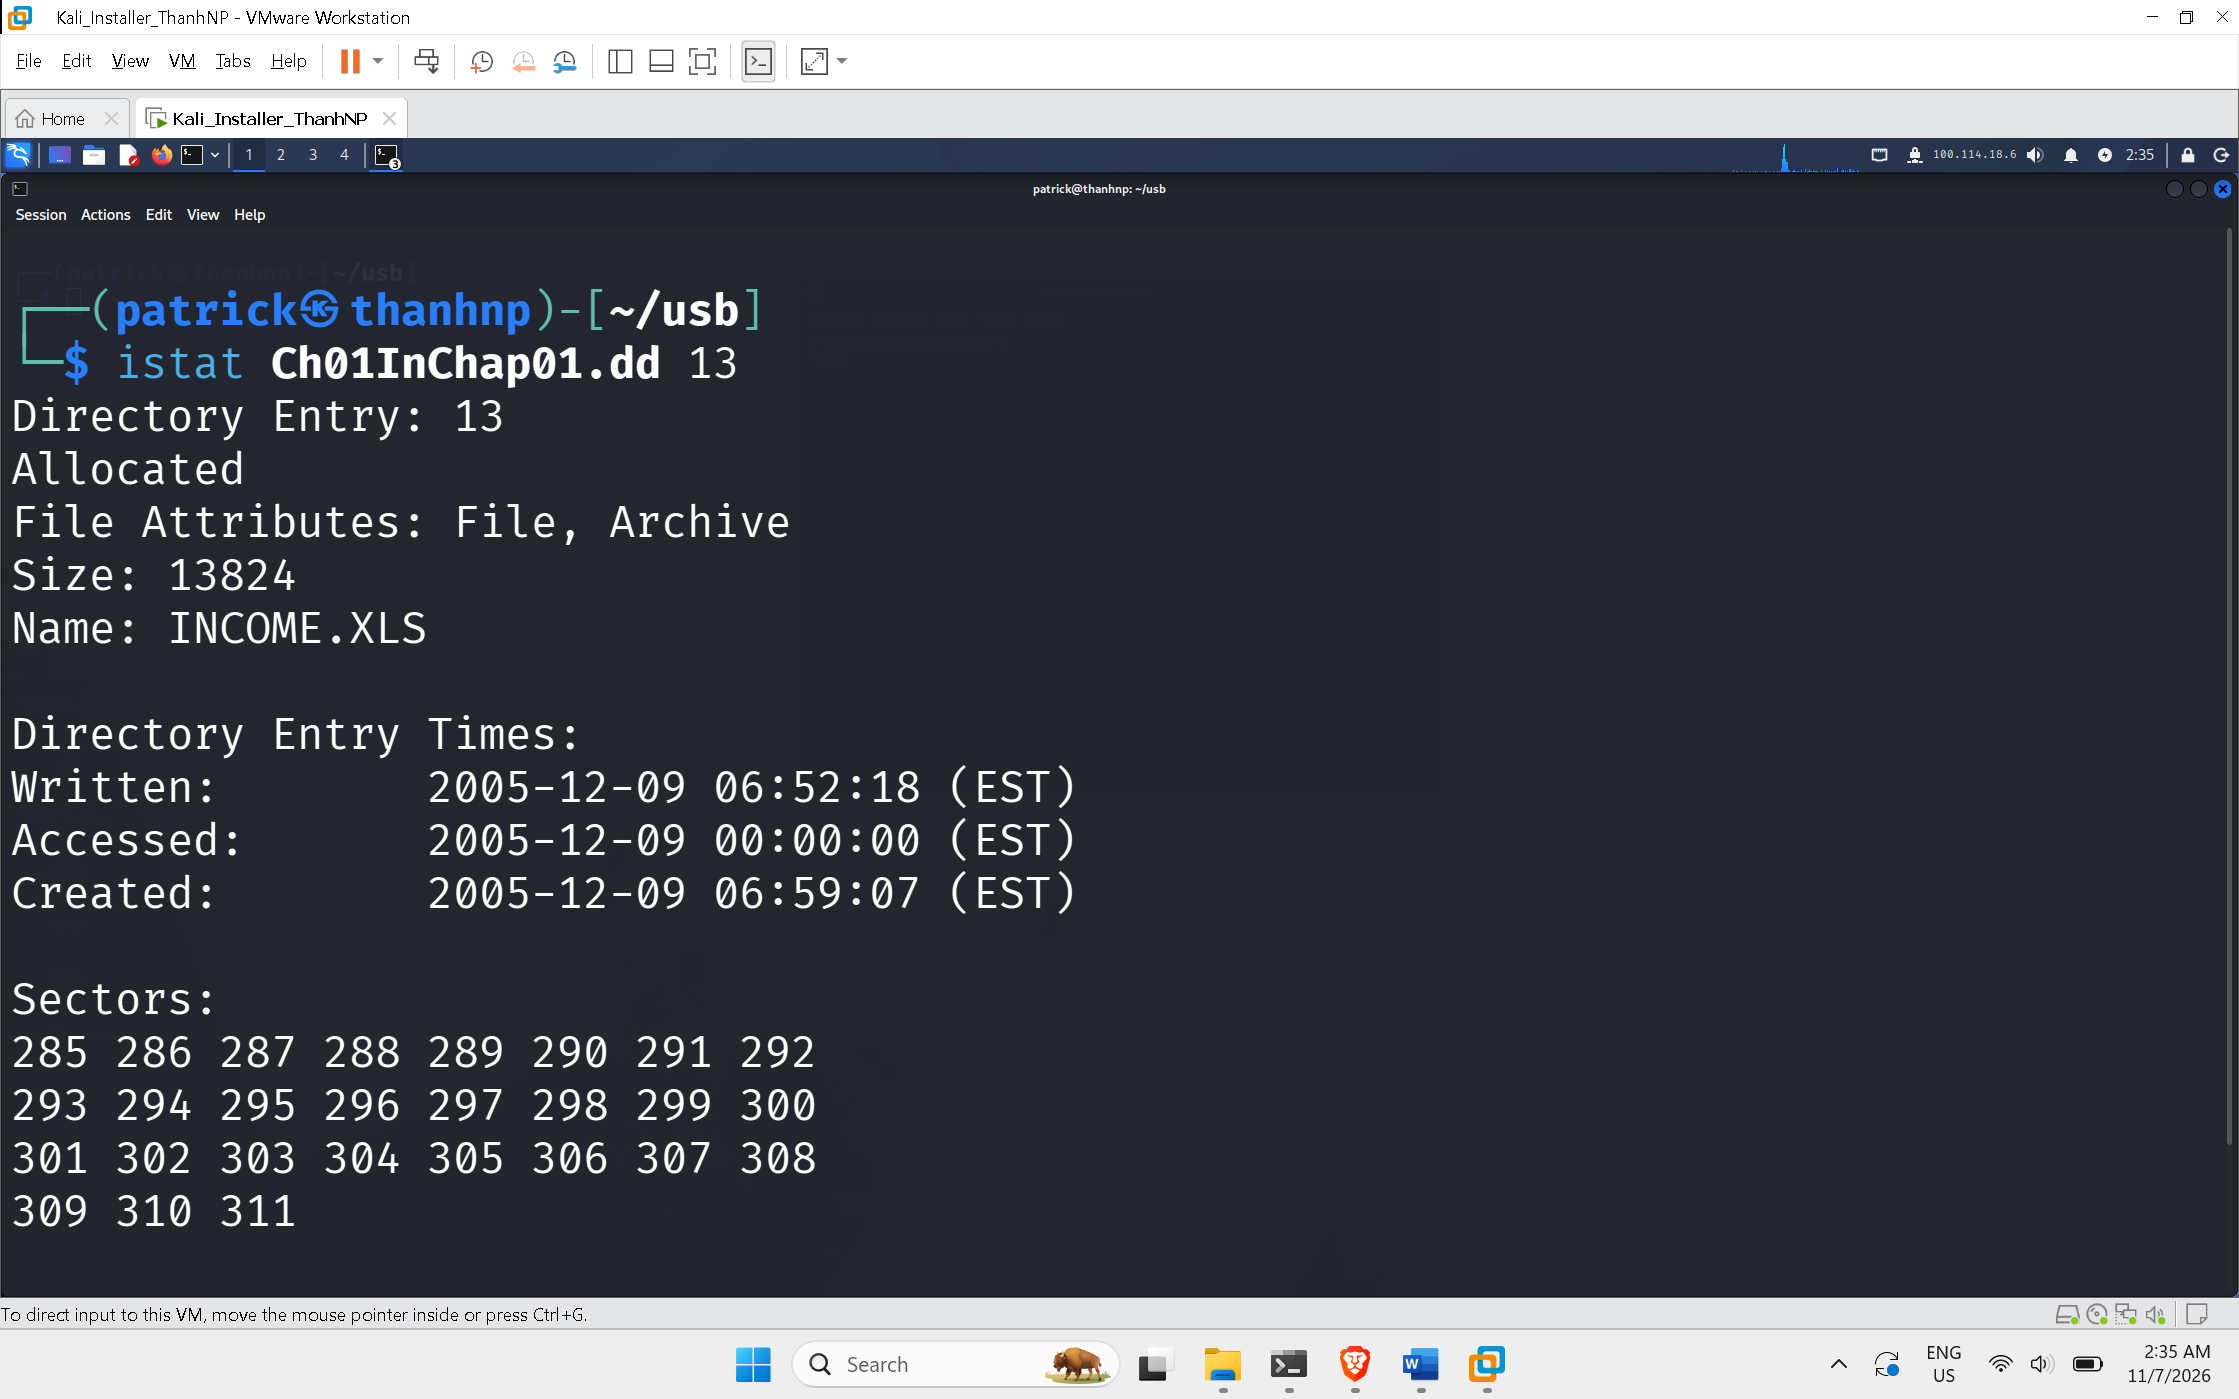 Kali_Installer_ThanhNP - VMware Workstation
File Edit View VM Tabs Help
Home Kali_Installer_ThanhNP
1 2 3 4 3 100.114.18.6 2:35
patrick@thanhnp: ~/usb
Session Actions Edit View Help
(patrick㉿thanhnp)-[~/usb]
┌──(patrick㉿thanhnp)-[~/usb]
└─$ istat Ch01InChap01.dd 13
Directory Entry: 13
Allocated
File Attributes: File, Archive
Size: 13824
Name: INCOME.XLS
Directory Entry Times:
Written: 2005-12-09 06:52:18 (EST)
Accessed: 2005-12-09 00:00:00 (EST)
Created: 2005-12-09 06:59:07 (EST)
Sectors:
285 286 287 288 289 290 291 292
293 294 295 296 297 298 299 300
301 302 303 304 305 306 307 308
309 310 311
To direct input to this VM, move the mouse pointer inside or press Ctrl+G.
Search
ENG
US
2:35 AM
11/7/2026